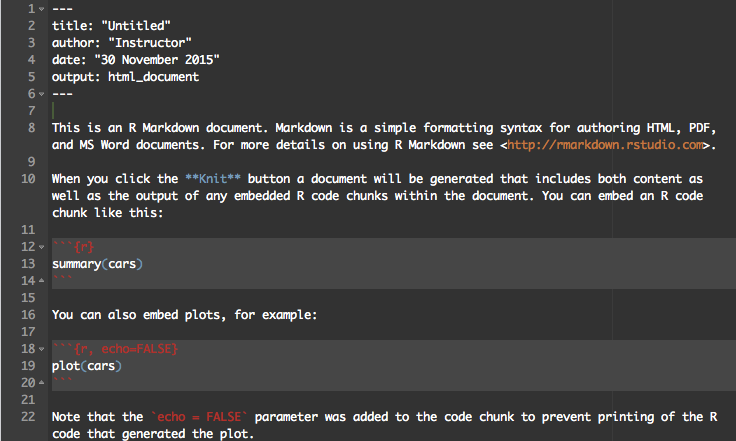 1 ---
2 title: "Untitled"
3 author: "Instructor"
4 date: "30 November 2015"
5 output: html_document
6 ---
7
8 This is an R Markdown document. Markdown is a simple formatting syntax for authoring HTML, PDF,
and MS Word documents. For more details on using R Markdown see <http://rmarkdown.rstudio.com>.
9
10 When you click the **Knit** button a document will be generated that includes both content as
well as the output of any embedded R code chunks within the document. You can embed an R code
chunk like this:
11
12 ```{r}
13 summary(cars)
14 ```
15
16 You can also embed plots, for example:
17
18 ```{r, echo=FALSE}
19 plot(cars)
20 ```
21
22 Note that the `echo = FALSE` parameter was added to the code chunk to prevent printing of the R
code that generated the plot.